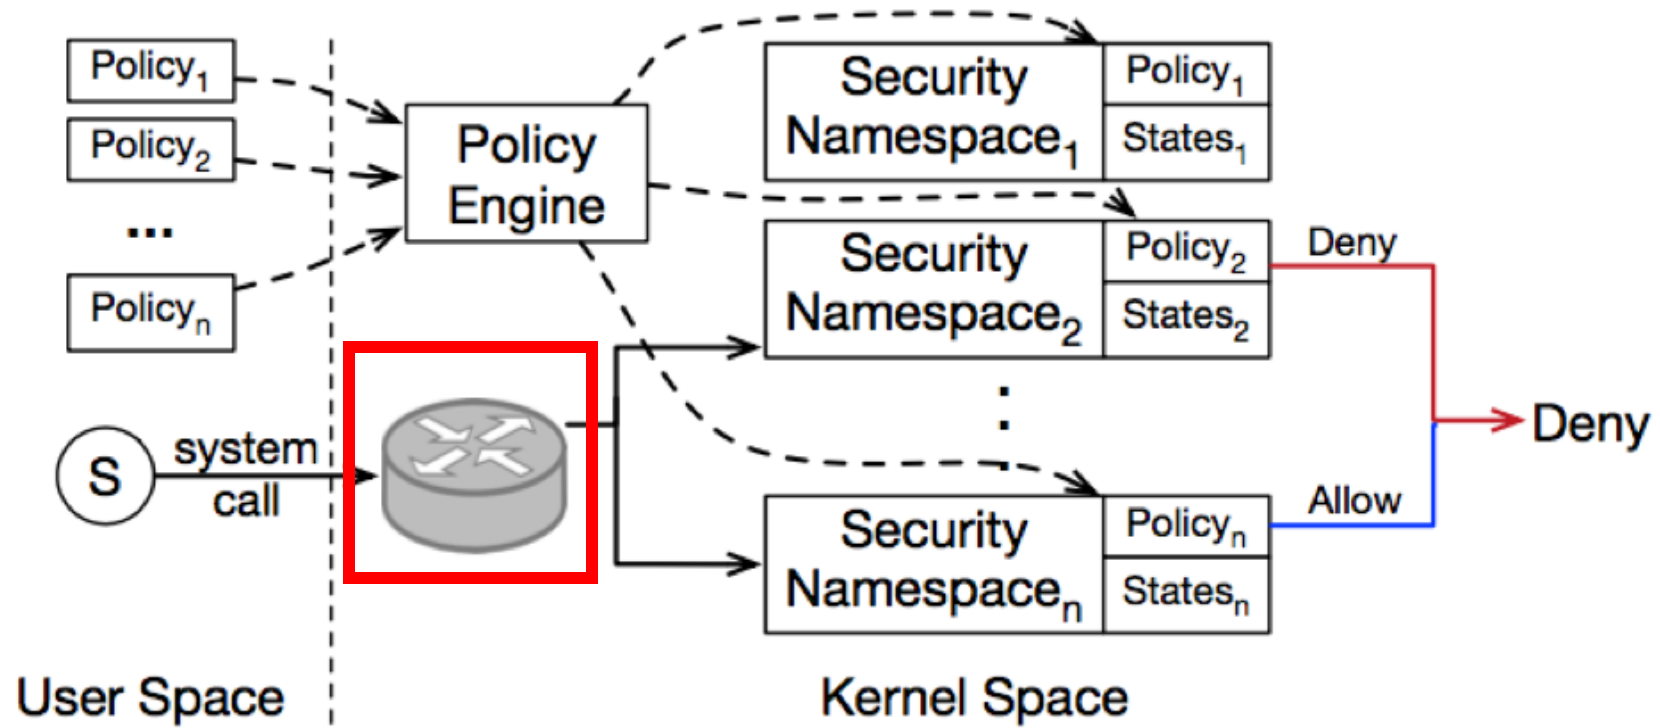 Policy1
Policy2
...
Policyn
S
system
call
User Space
Policy
Engine
Security
Namespace1
Policy1
States1
Security
Namespace2
Policy2
States2
Deny
Security
Namespacen
Policyn
Statesn
Allow
Deny
Kernel Space